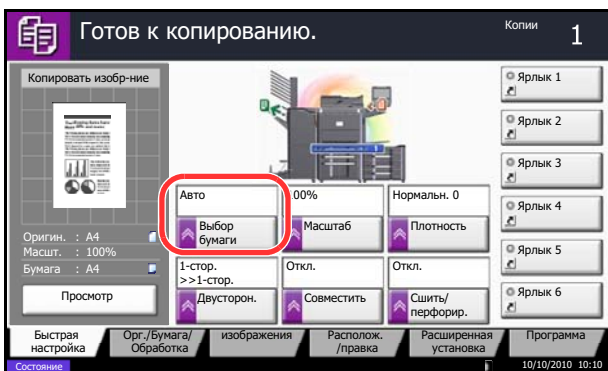 Готов к копированию.
Копии
1
Копировать изобр-ние
Оригин. : A4
Масшт. : 100%
Бумага : A4
Просмотр
Авто
Выбор
бумаги
00%
Масштаб
Нормальн. 0
Плотность
1-стор.
>>1-стор.
Двусторон.
Откл.
Совместить
Откл.
Сшить/
перфорир.
Ярлык 1
Ярлык 2
Ярлык 3
Ярлык 4
Ярлык 5
Ярлык 6
Быстрая
настройка
Орг./Бумага/
Обработка
изображения
Располож.
/правка
Расширенная
установка
Программа
Состояние
10/10/2010 10:10